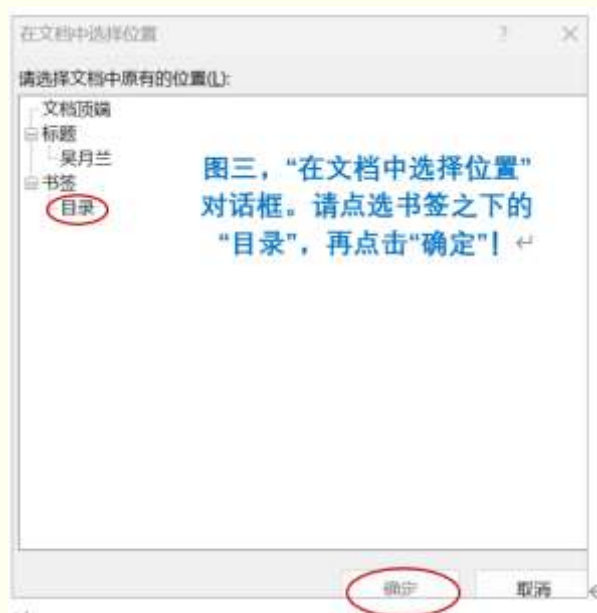 在文档中选择位置 ? ×
请选择文档中原有的位置(L):
文档顶端
标题
吴月兰
书签
目录
图三，“在文档中选择位置”
对话框。请点选书签之下的
“目录”，再点击“确定”！ ↵
确定 取消